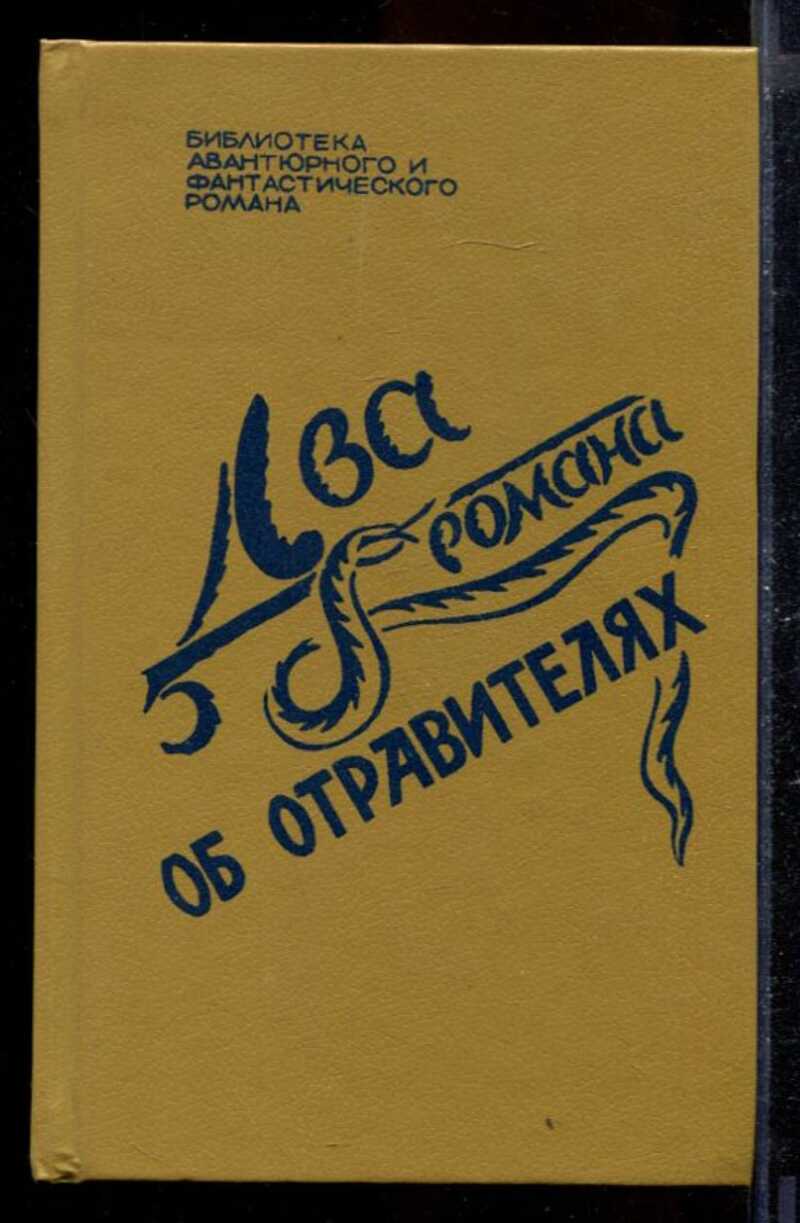 БИБЛИОТЕКА
АВАНТЮРНОГО И
ФАНТАСТИЧЕСКОГО
РОМАНА
Два
романа
ОБ ОТРАВИТЕЛЯХ